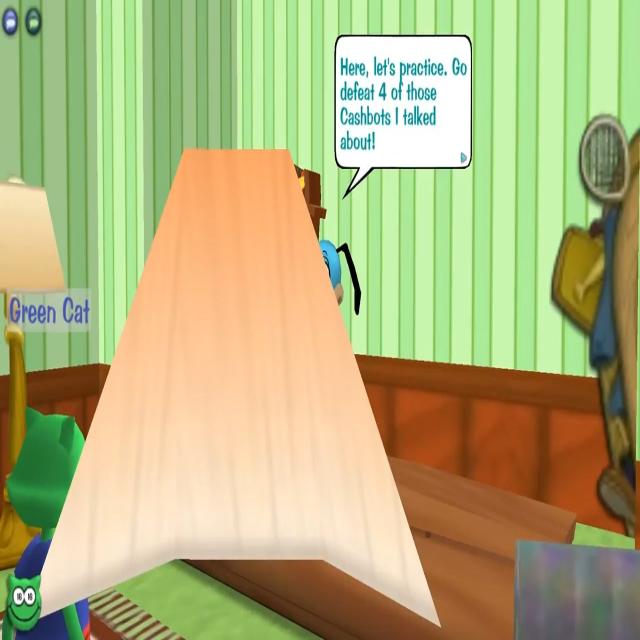 Here, let's practice. Go
defeat 4 of those
Cashbots I talked
about!
Green Cat